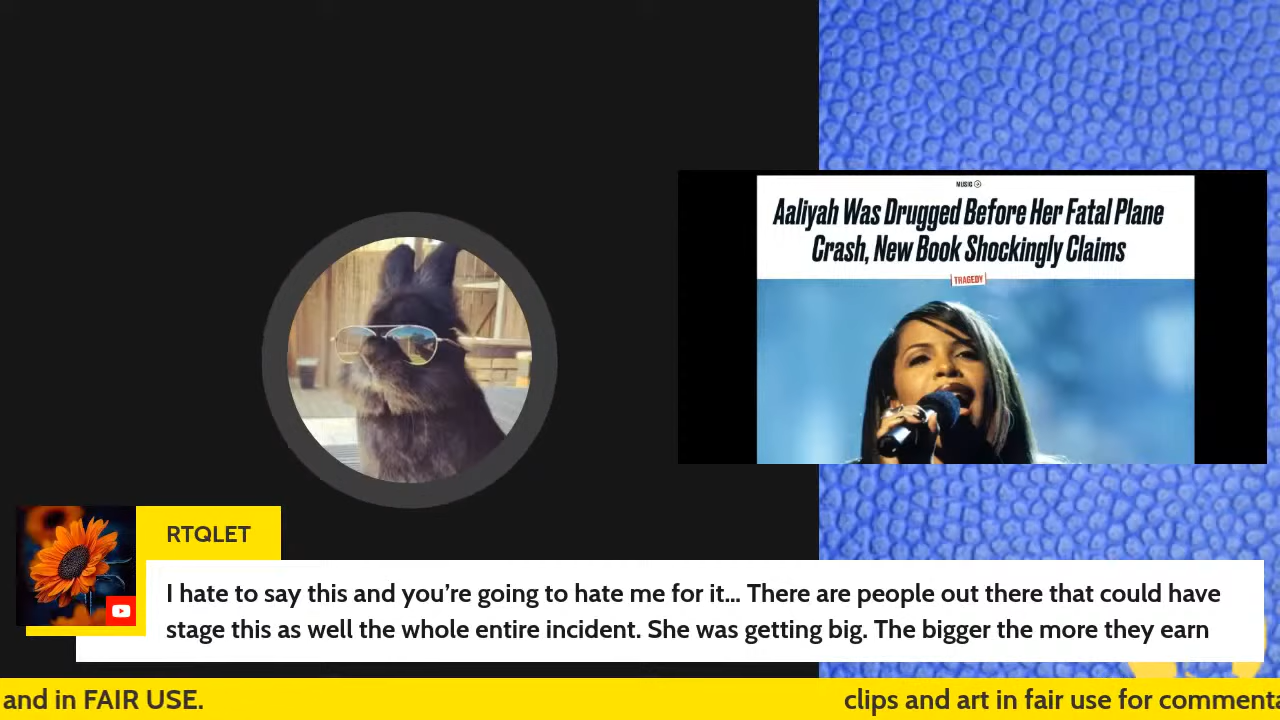 MUSIC
Aaliyah Was Drugged Before Her Fatal Plane
Crash, New Book Shockingly Claims
TRAGEDY
RTQLET
I hate to say this and you’re going to hate me for it... There are people out there that could have
stage this as well the whole entire incident. She was getting big. The bigger the more they earn
and in FAIR USE. clips and art in fair use for commenta